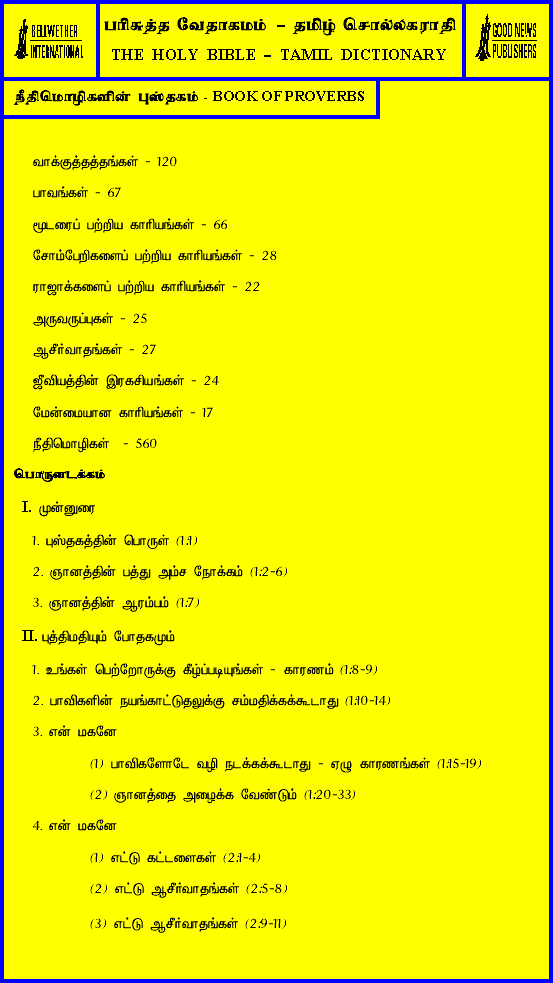 BELLWETHER
INTERNATIONAL
பரிசுத்த வேதாகமம் – தமிழ் சொல்லகராதி
THE HOLY BIBLE – TAMIL DICTIONARY
GOOD NEWS
PUBLISHERS
நீதிமொழிகளின் புஸ்தகம் - BOOK OF PROVERBS
வாக்குத்தத்தங்கள் - 120
பாவங்கள் - 67
மூடரைப் பற்றிய காரியங்கள் - 66
சோம்பேறிகளைப் பற்றிய காரியங்கள் - 28
ராஜாக்களைப் பற்றிய காரியங்கள் - 22
அருவருப்புகள் - 25
ஆசீர்வாதங்கள் - 27
ஜீவியத்தின் இரகசியங்கள் - 24
மேன்மையான காரியங்கள் - 17
நீதிமொழிகள் - 560
பொருளடக்கம்
I. முன்னுரை
1. புஸ்தகத்தின் பொருள் (1:1)
2. ஞானத்தின் பத்து அம்ச நோக்கம் (1:2-6)
3. ஞானத்தின் ஆரம்பம் (1:7)
II. புத்திமதியும் போதகமும்
1. உங்கள் பெற்றோருக்கு கீழ்ப்படியுங்கள் - காரணம் (1:8-9)
2. பாவிகளின் நயங்காட்டுதலுக்கு சம்மதிக்கக்கூடாது (1:10-14)
3. என் மகனே
(1) பாவிகளோடே வழி நடக்கக்கூடாது - ஏழு காரணங்கள் (1:15-19)
(2) ஞானத்தை அழைக்க வேண்டும் (1:20-33)
4. என் மகனே
(1) எட்டு கட்டளைகள் (2:1-4)
(2) எட்டு ஆசீர்வாதங்கள் (2:5-8)
(3) எட்டு ஆசீர்வாதங்கள் (2:9-11)